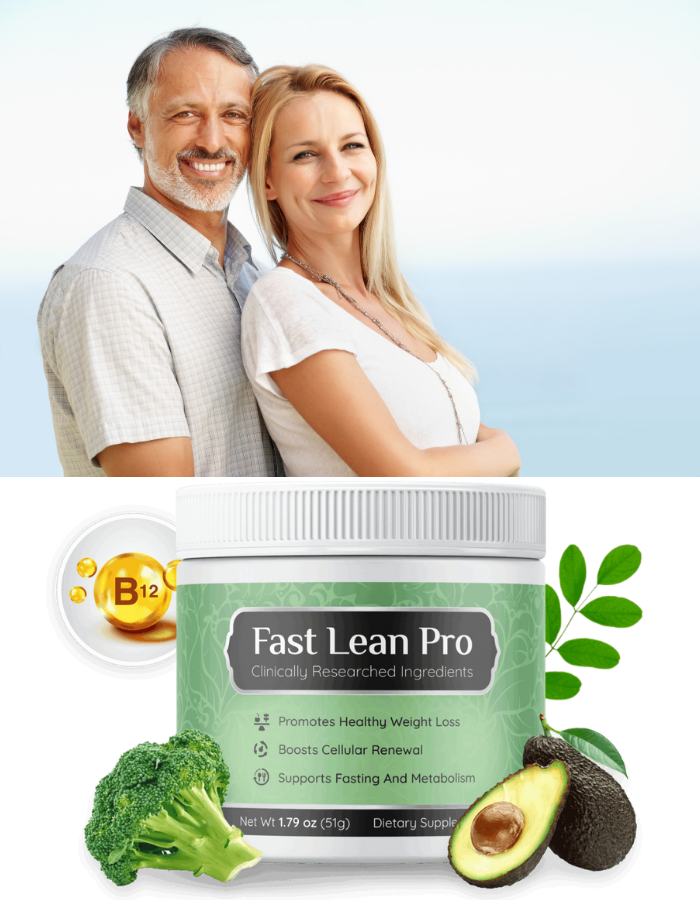 B12
Fast Lean Pro
Clinically Researched Ingredients
Promotes Healthy Weight Loss
Boosts Cellular Renewal
Supports Fasting And Metabolism
Net Wt 1.79 oz (51g) Dietary Supple